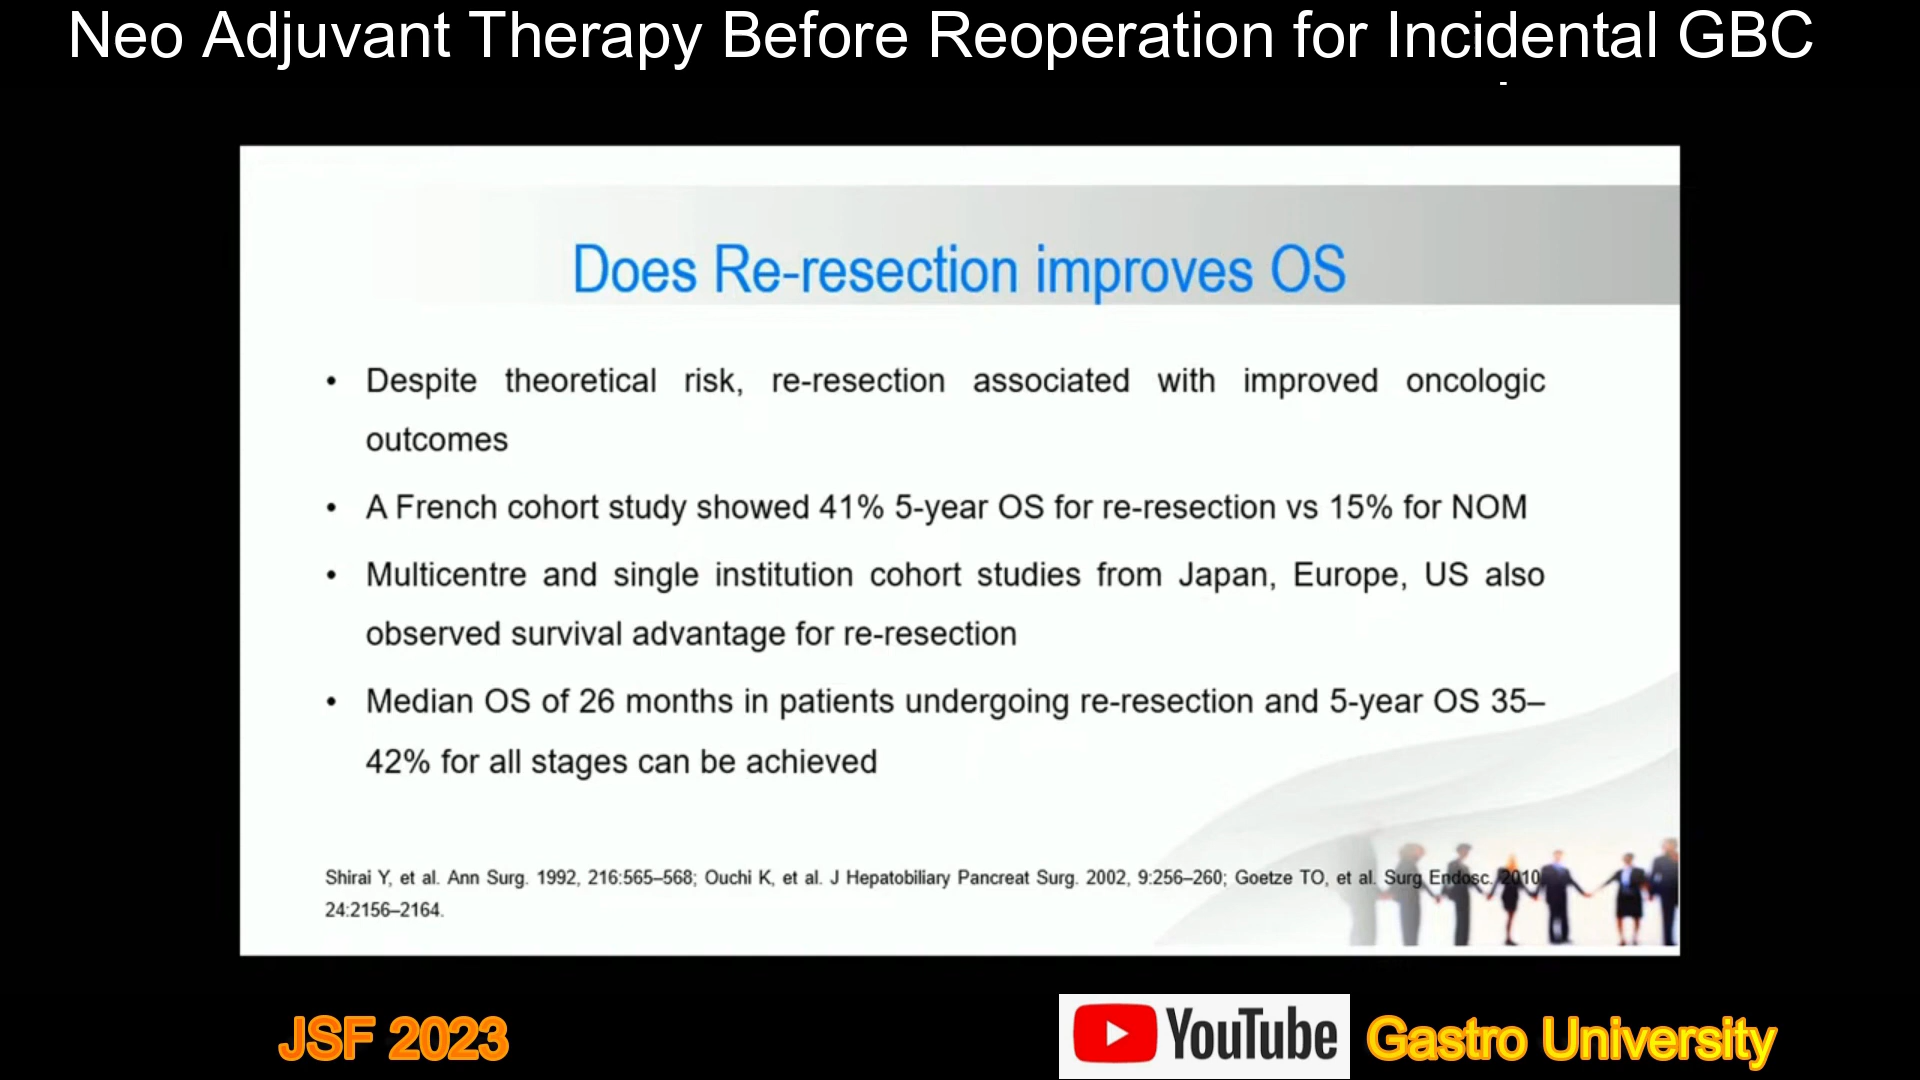 Neo Adjuvant Therapy Before Reoperation for Incidental GBC
Does Re-resection improves OS
• Despite theoretical risk, re-resection associated with improved oncologic
outcomes
• A French cohort study showed 41% 5-year OS for re-resection vs 15% for NOM
• Multicentre and single institution cohort studies from Japan, Europe, US also
observed survival advantage for re-resection
• Median OS of 26 months in patients undergoing re-resection and 5-year OS 35–
42% for all stages can be achieved
Shirai Y, et al. Ann Surg. 1992, 216:565–568; Ouchi K, et al. J Hepatobiliary Pancreat Surg. 2002, 9:256–260; Goetze TO, et al. Surg Endosc. 2010
24:2156–2164.
JSF 2023
YouTube
Gastro University